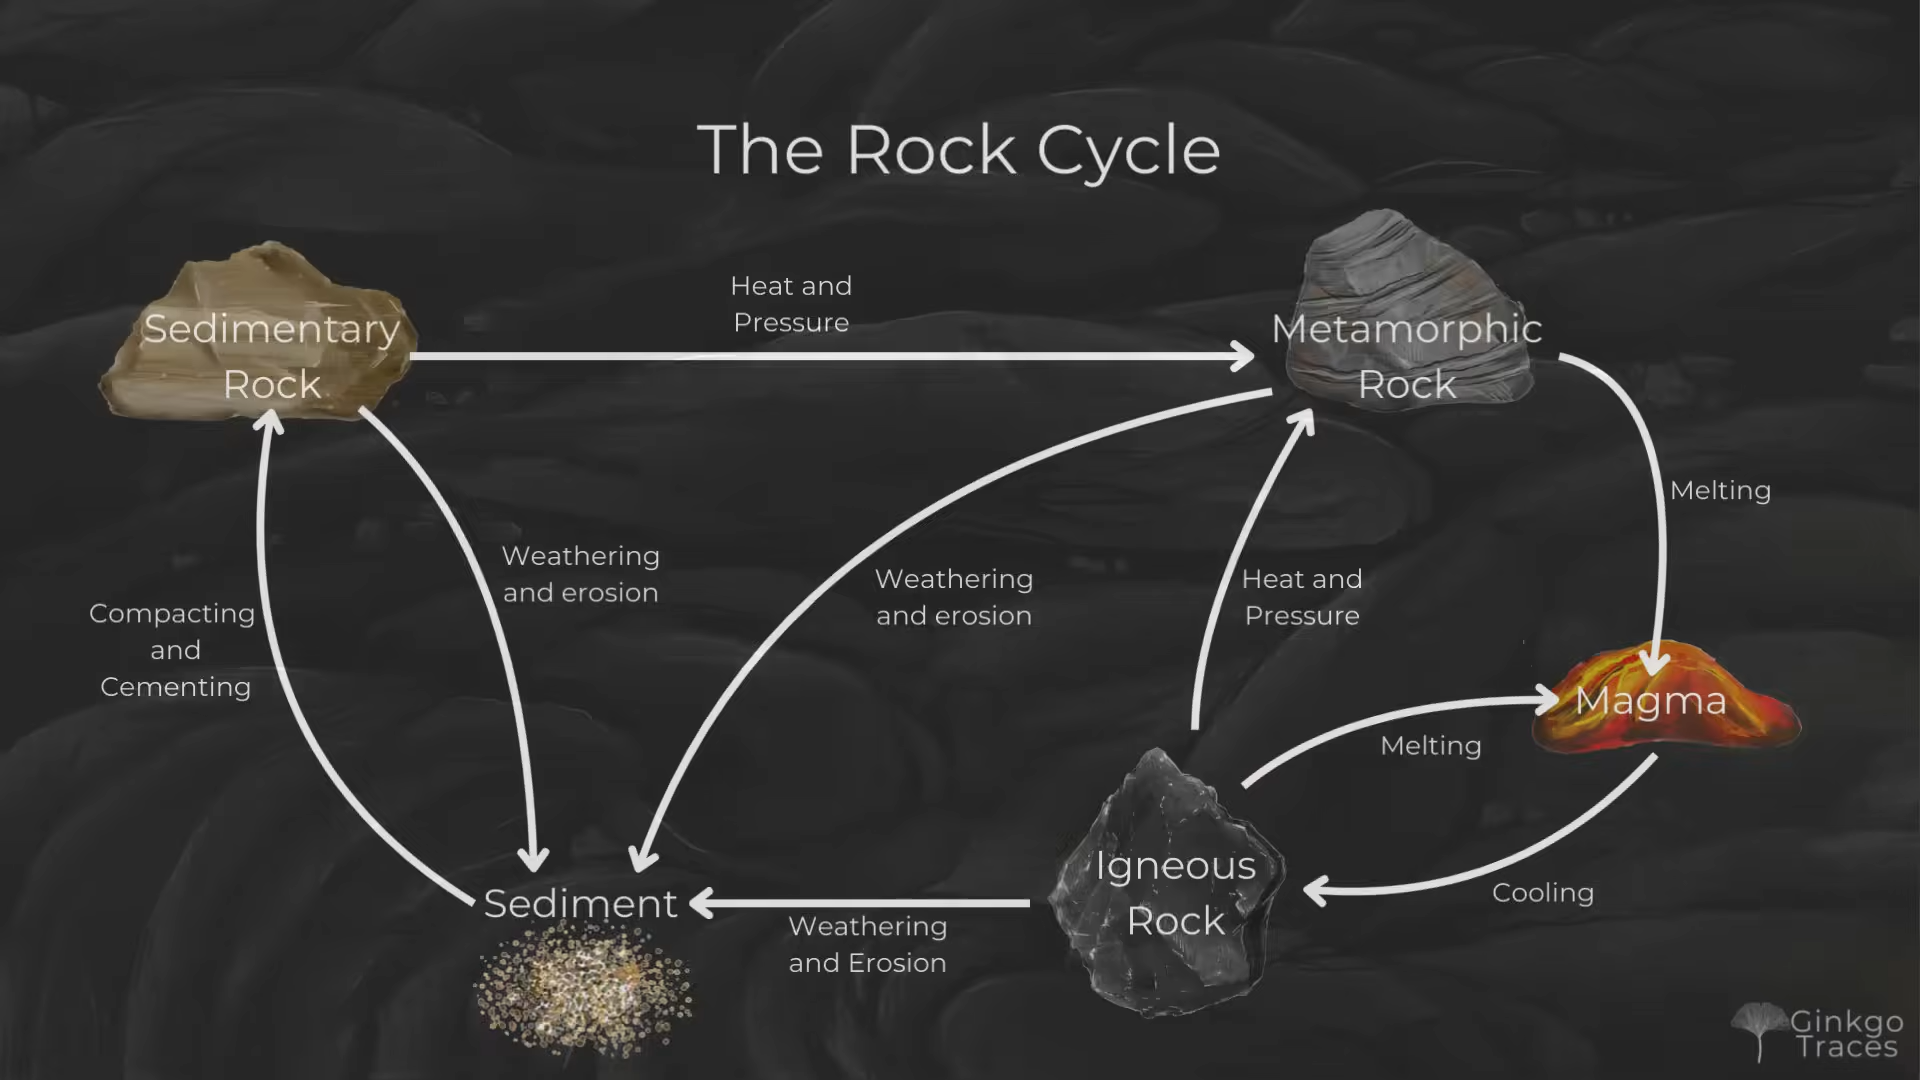 The Rock Cycle
Heat and
Pressure
Sedimentary
Rock
Metamorphic
Rock
Melting
Weathering
and erosion
Weathering
and erosion
Heat and
Pressure
Compacting
and
Cementing
Magma
Melting
Igneous
Rock
Cooling
Sediment
Weathering
and Erosion
Ginkgo
Traces